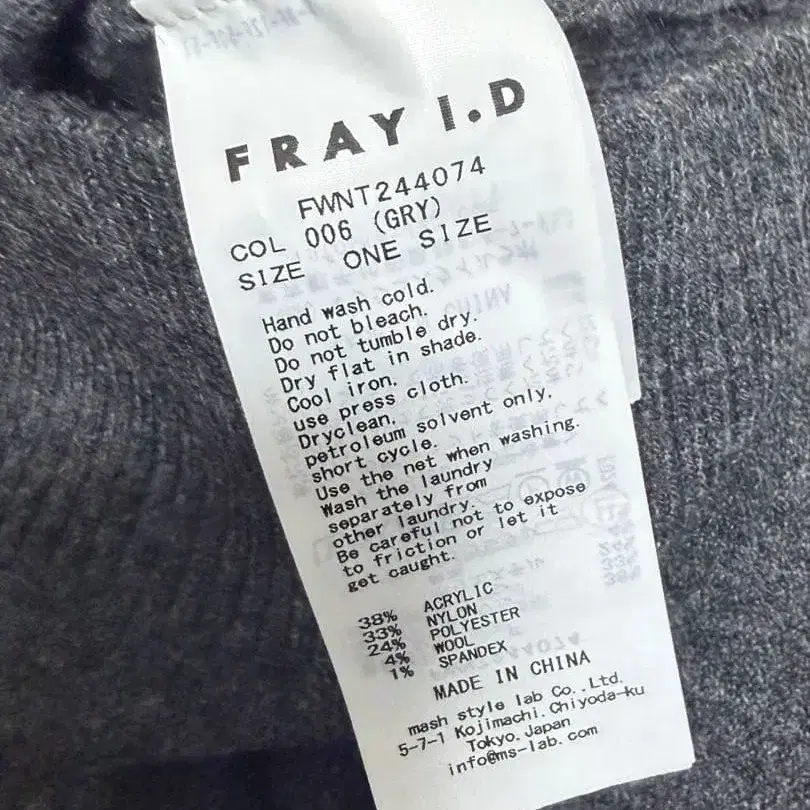 FRAY I.D
FWNT244074
COL 006 (GRY)
SIZE ONE SIZE
Hand wash cold.
Do not bleach.
Do not tumble dry.
Dry flat in shade.
Cool iron.
use press cloth.
Dryclean.
petroleum solvent only.
short cycle.
Use the net when washing.
Wash the laundry
separately from
other laundry.
Be careful not to expose
to friction or let it
get caught.
38% ACRYLIC
33% NYLON
24% POLYESTER
4% WOOL
1% SPANDEX
MADE IN CHINA
mash style lab Co.,Ltd.
5-7-1 Kojimachi.Chiyoda-ku
Tokyo.Japan
info@ms-lab.com